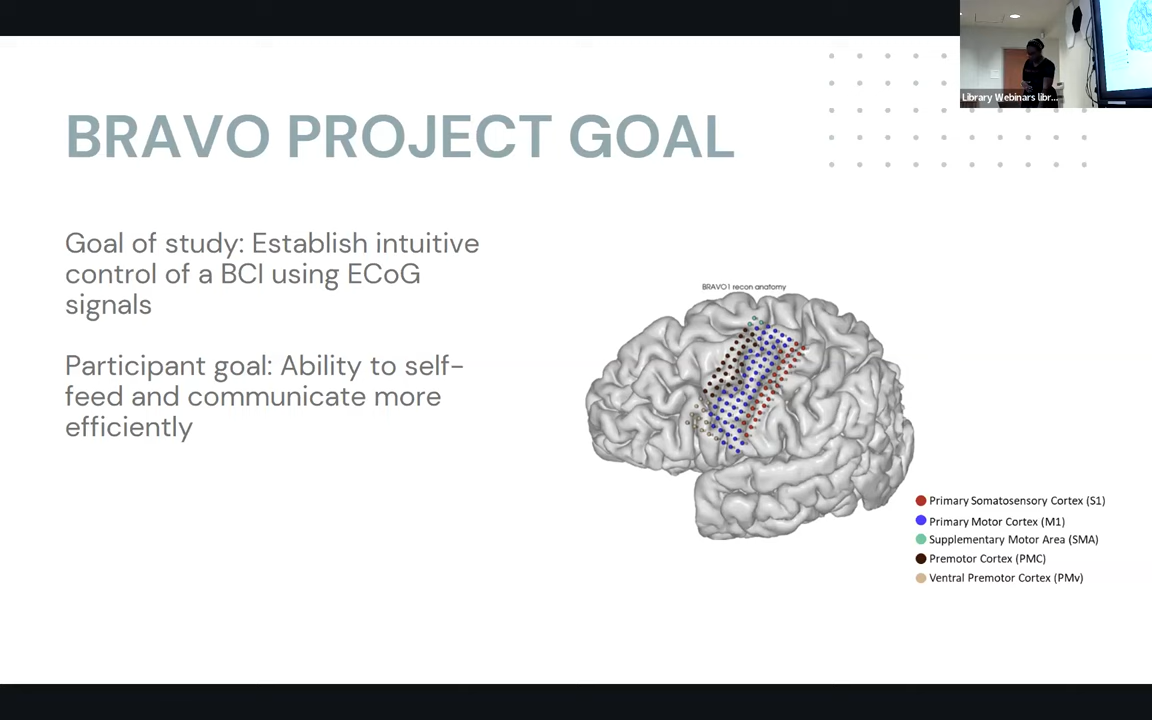 Library Webinars libr...
BRAVO PROJECT GOAL
Goal of study: Establish intuitive
control of a BCI using ECoG
signals
Participant goal: Ability to self-
feed and communicate more
efficiently
BRAVO1 recon anatomy
Primary Somatosensory Cortex (S1)
Primary Motor Cortex (M1)
Supplementary Motor Area (SMA)
Premotor Cortex (PMC)
Ventral Premotor Cortex (PMv)